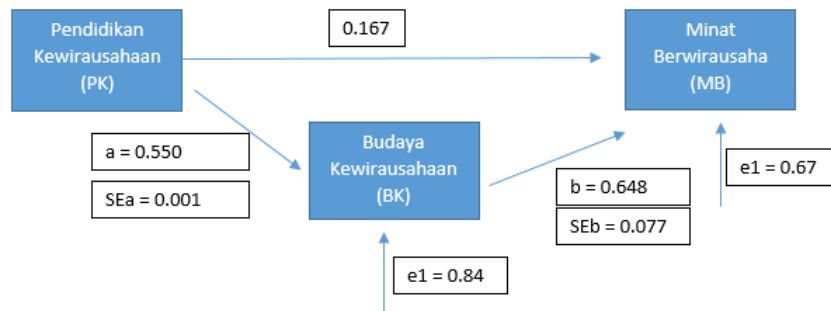 Pendidikan
Kewirausahaan
(PK)
0.167
Minat
Berwirausaha
(MB)
a = 0.550
SEa = 0.001
Budaya
Kewirausahaan
(BK)
b = 0.648
SEb = 0.077
e1 = 0.67
e1 = 0.84